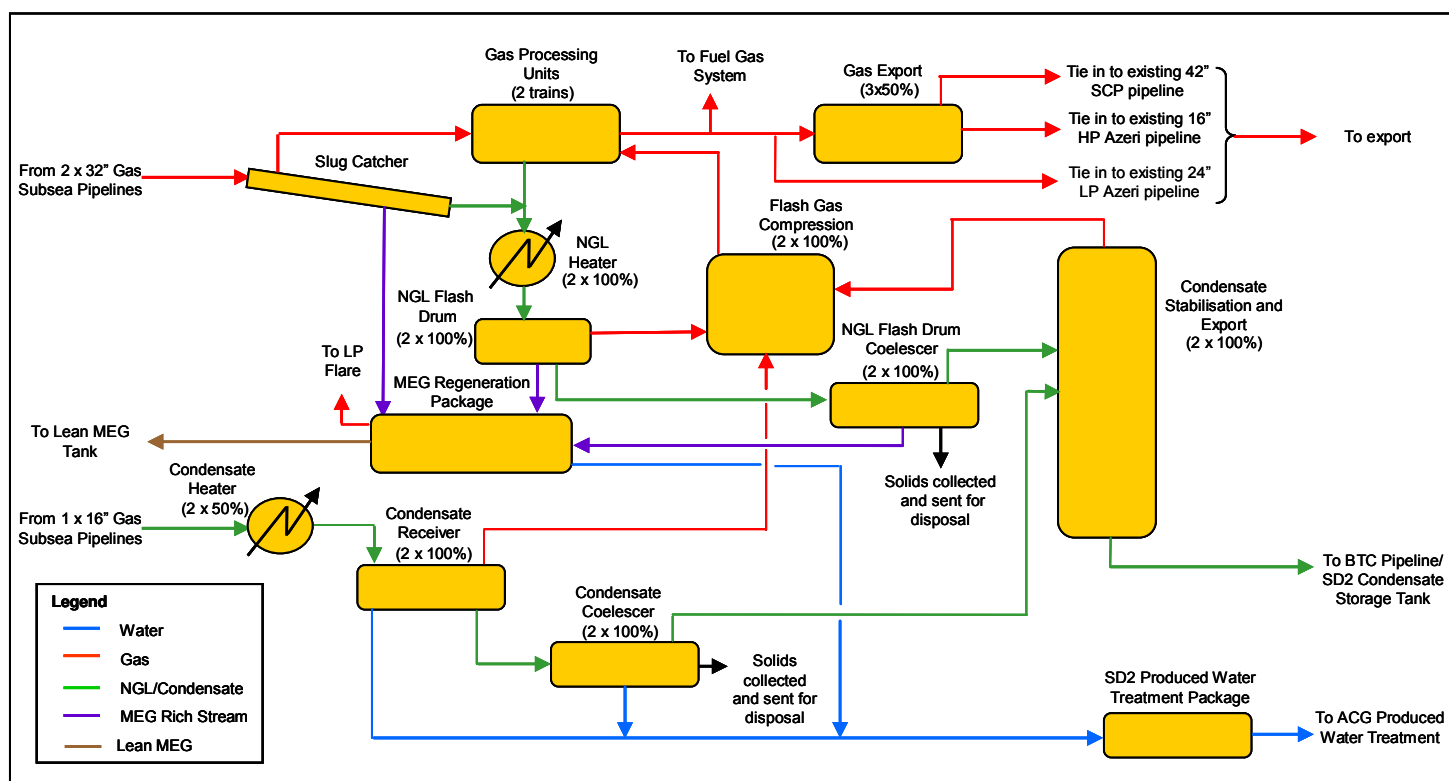 Gas Processing
Units
(2 trains)
To Fuel Gas
System
Gas Export
(3x50%)
Tie in to existing 42”
SCP pipeline
Tie in to existing 16”
HP Azeri pipeline
Tie in to existing 24”
LP Azeri pipeline
To export
Slug Catcher
From 2 x 32” Gas
Subsea Pipelines
Flash Gas
Compression
(2 x 100%)
NGL
Heater
(2 x 100%)
NGL Flash
Drum
(2 x 100%)
Condensate
Stabilisation and
Export
(2 x 100%)
NGL Flash Drum
Coelescer
(2 x 100%)
To LP
Flare
MEG Regeneration
Package
To Lean MEG
Tank
Solids collected
and sent for
disposal
Condensate
Heater
(2 x 50%)
From 1 x 16” Gas
Subsea Pipelines
Condensate
Receiver
(2 x 100%)
Condensate
Coelescer
(2 x 100%)
Solids
collected
and sent for
disposal
To BTC Pipeline/
SD2 Condensate
Storage Tank
SD2 Produced Water
Treatment Package
To ACG Produced
Water Treatment
Legend
Water
Gas
NGL/Condensate
MEG Rich Stream
Lean MEG